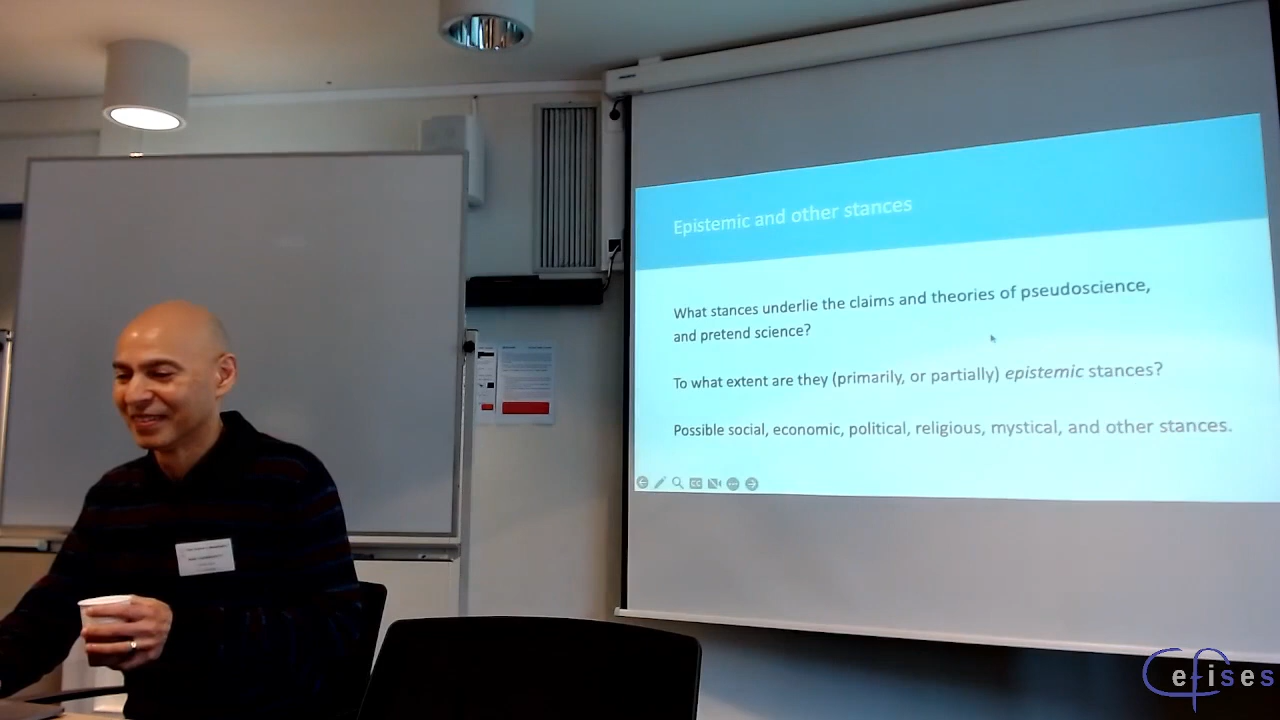 Epistemic and other stances
What stances underlie the claims and theories of pseudoscience,
and pretend science?
To what extent are they (primarily, or partially) epistemic stances?
Possible social, economic, political, religious, mystical, and other stances.
Cefises